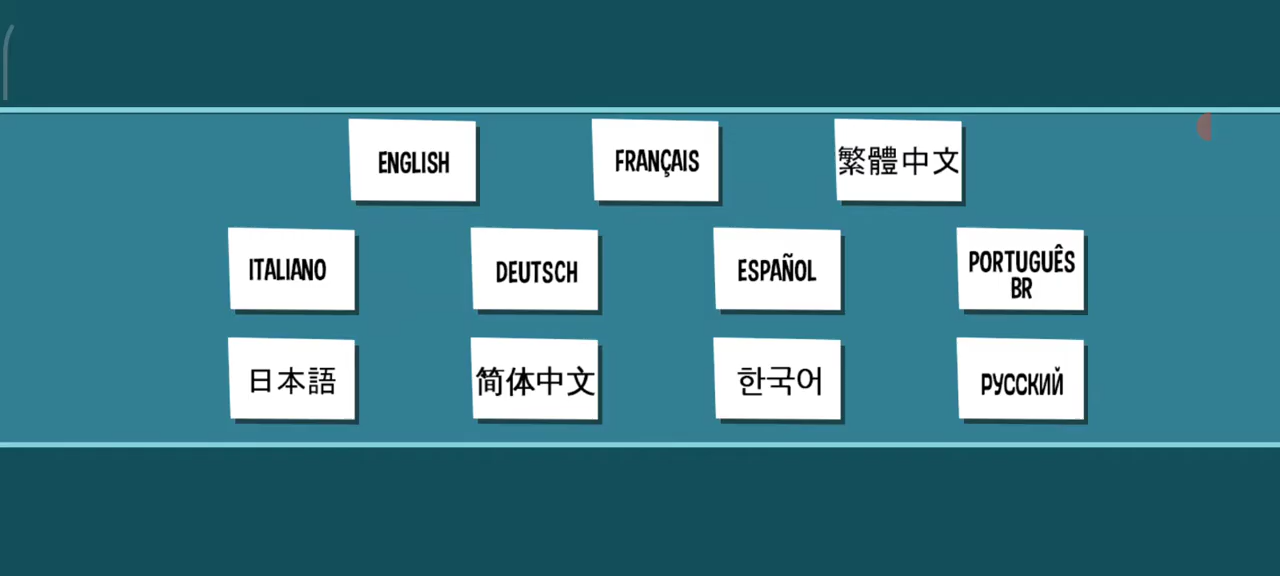 ENGLISH
FRANÇAIS
繁體中文
ITALIANO
DEUTSCH
ESPAÑOL
PORTUGUÊS
BR
日本語
简体中文
한국어
РУССКИЙ